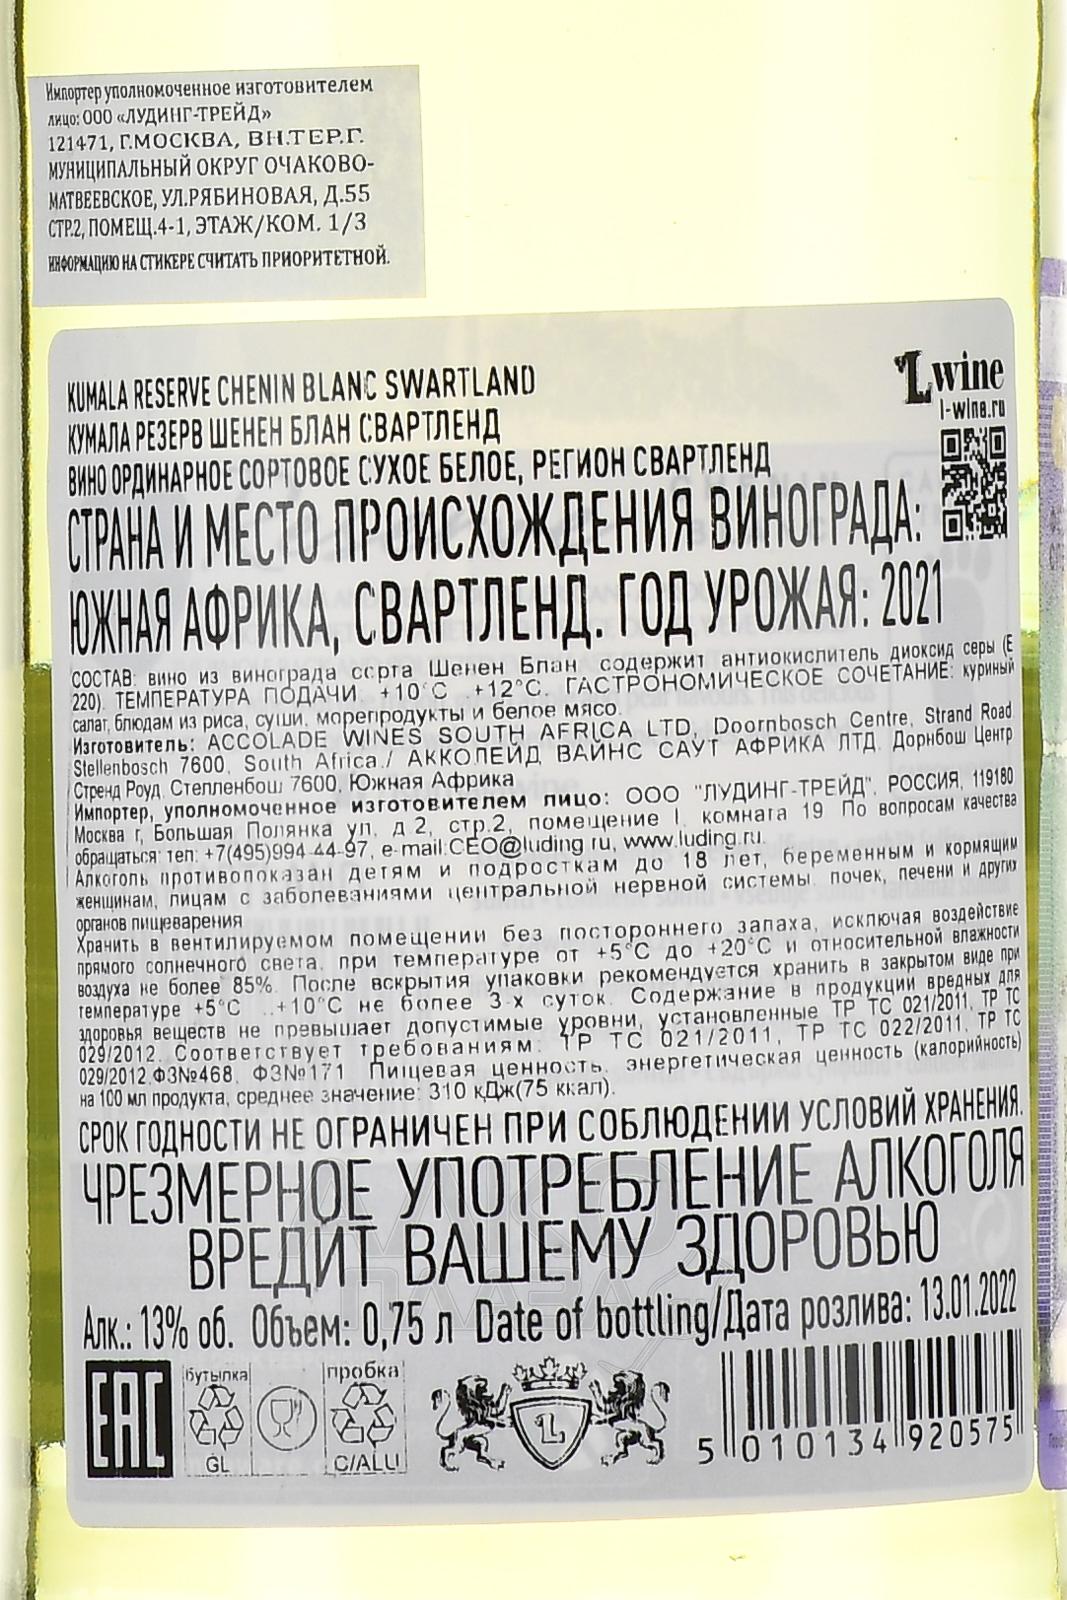 Импортер уполномоченное изготовителем
лицо: ООО «ЛУДИНГ-ТРЕЙД»
121471, Г.МОСКВА, ВН.ТЕР.Г.
МУНИЦИПАЛЬНЫЙ ОКРУГ ОЧАКОВО-
МАТВЕЕВСКОЕ, УЛ.РЯБИНОВАЯ, Д.55
СТР.2, ПОМЕЩ.4-1, ЭТАЖ/КОМ. 1/3
ИНФОРМАЦИЮ НА СТИКЕРЕ СЧИТАТЬ ПРИОРИТЕТНОЙ.
Lwine
l-wine.ru
KUMALA RESERVE CHENIN BLANC SWARTLAND
КУМАЛА РЕЗЕРВ ШЕНЕН БЛАН СВАРТЛЕНД
ВИНО ОРДИНАРНОЕ СОРТОВОЕ СУХОЕ БЕЛОЕ, РЕГИОН СВАРТЛЕНД
СТРАНА И МЕСТО ПРОИСХОЖДЕНИЯ ВИНОГРАДА:
ЮЖНАЯ АФРИКА, СВАРТЛЕНД. ГОД УРОЖАЯ: 2021
СОСТАВ: вино из винограда сорта Шенен Блан, содержит антиокислитель диоксид серы (Е
220). ТЕМПЕРАТУРА ПОДАЧИ: +10°C...+12°C. ГАСТРОНОМИЧЕСКОЕ СОЧЕТАНИЕ: куриный
салат, блюдам из риса, суши, морепродукты и белое мясо.
Изготовитель: ACCOLADE WINES SOUTH AFRICA LTD, Doornbosch Centre, Strand Road
Stellenbosch 7600, South Africa./ АККОЛЕЙД ВАЙНС САУТ АФРИКА ЛТД. Дорнбош Центр
Стренд Роуд, Стелленбош 7600, Южная Африка
Импортер, уполномоченное изготовителем лицо: ООО "ЛУДИНГ-ТРЕЙД", РОССИЯ, 119180
Москва г, Большая Полянка ул, д 2, стр.2, помещение I, комната 19 По вопросам качества
обращаться: тел: +7(495)994-44-97, e-mail:CEO@luding ru, www.luding.ru.
Алкоголь противопоказан детям и подросткам до 18 лет, беременным и кормящим
женщинам, лицам с заболеваниями центральной нервной системы, почек, печени и других
органов пищеварения
Хранить в вентилируемом помещении без постороннего запаха, исключая воздействие
прямого солнечного света, при температуре от +5°C до +20°C и относительной влажности
воздуха не более 85%. После вскрытия упаковки рекомендуется хранить в закрытом виде при
температуре +5°C ...+10°C не более 3-х суток. Содержание в продукции вредных для
здоровья веществ не превышает допустимые уровни, установленные ТР ТС 021/2011, ТР ТС
029/2012. Соответствует требованиям: ТР ТС 021/2011, ТР ТС 022/2011, ТР ТС
029/2012.ФЗ№468, ФЗ№171 Пищевая ценность, энергетическая ценность (калорийность)
на 100 мл продукта, среднее значение: 310 кДж(75 ккал).
СРОК ГОДНОСТИ НЕ ОГРАНИЧЕН ПРИ СОБЛЮДЕНИИ УСЛОВИЙ ХРАНЕНИЯ.
ЧРЕЗМЕРНОЕ УПОТРЕБЛЕНИЕ АЛКОГОЛЯ
ВРЕДИТ ВАШЕМУ ЗДОРОВЬЮ
Алк.: 13% об. Объем: 0,75 л Date of bottling/Дата розлива: 13.01.2022
EAC
бутылка
GL
пробка
C/ALU
L
5 010134 920575